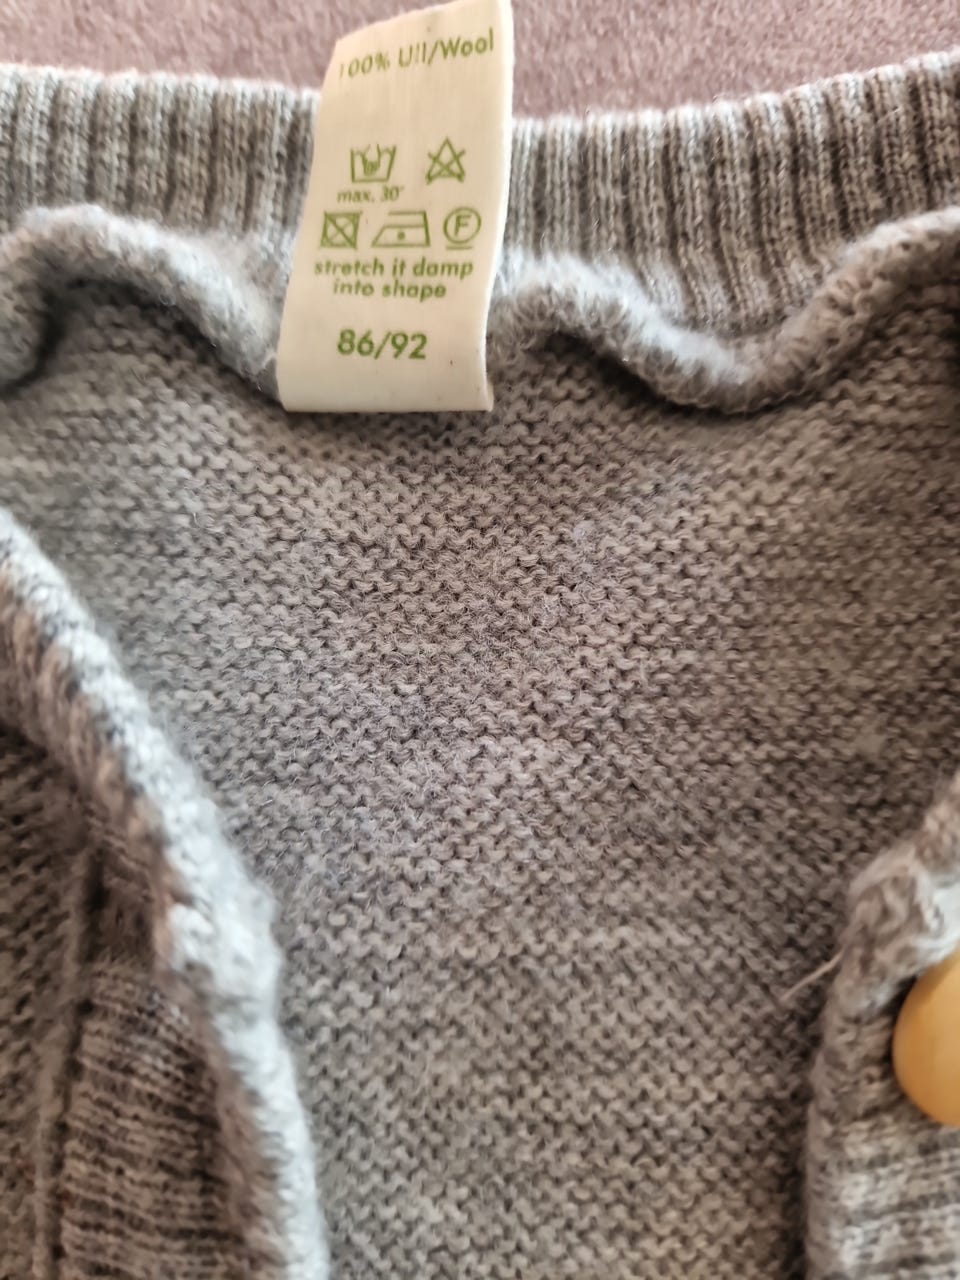 100% Ull/Wool
max. 30°
F
stretch it damp
into shape
86/92